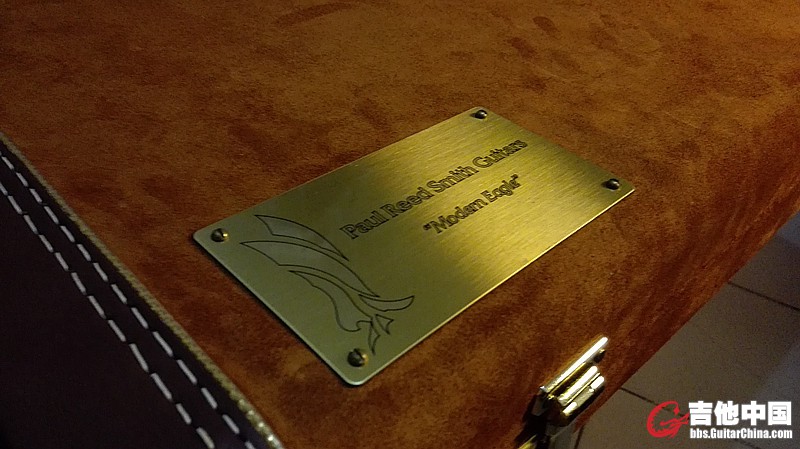 Paul Reed Smith Guitars
"Modern Eagle"
吉他中国
bbs.GuitarChina.com